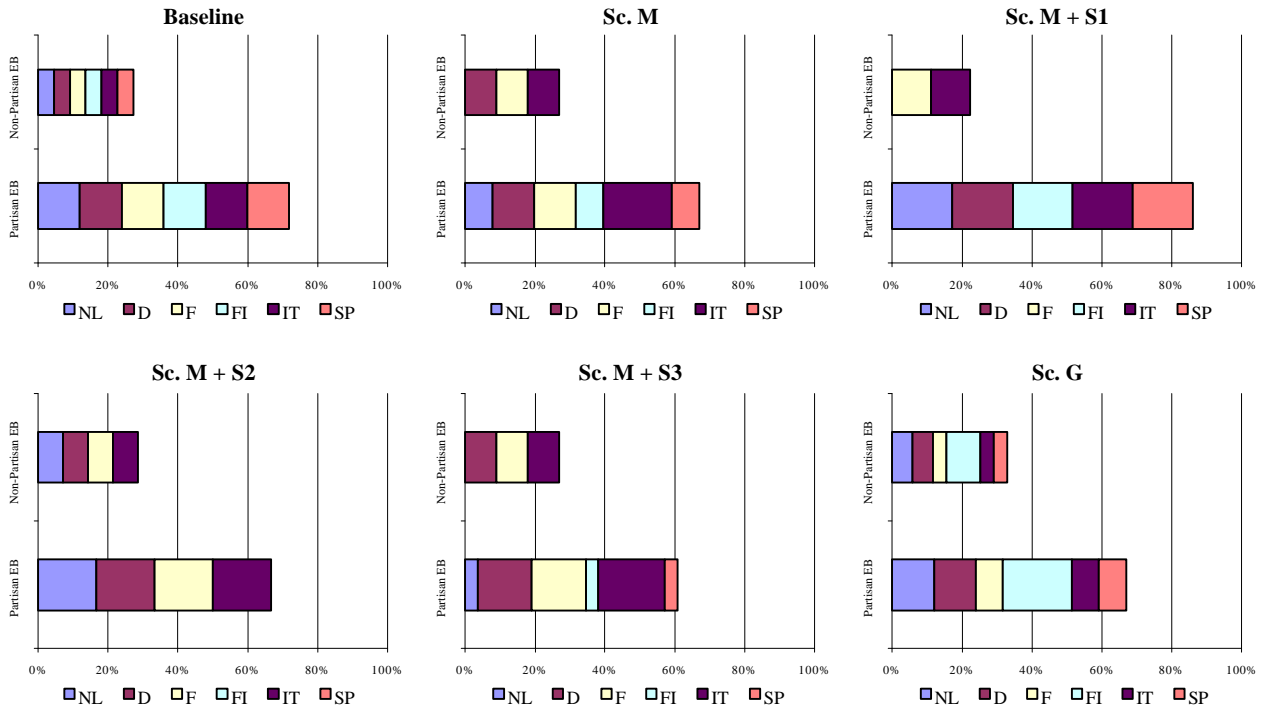 Baseline
Non-Partisan EB
Partisan EB
0% 20% 40% 60% 80% 100%
NL D F FI IT SP
Sc. M
Non-Partisan EB
Partisan EB
0% 20% 40% 60% 80% 100%
NL D F FI IT SP
Sc. M + S1
Non-Partisan EB
Partisan EB
0% 20% 40% 60% 80% 100%
NL D F FI IT SP
Sc. M + S2
Non-Partisan EB
Partisan EB
0% 20% 40% 60% 80% 100%
NL D F FI IT SP
Sc. M + S3
Non-Partisan EB
Partisan EB
0% 20% 40% 60% 80% 100%
NL D F FI IT SP
Sc. G
Non-Partisan EB
Partisan EB
0% 20% 40% 60% 80% 100%
NL D F FI IT SP